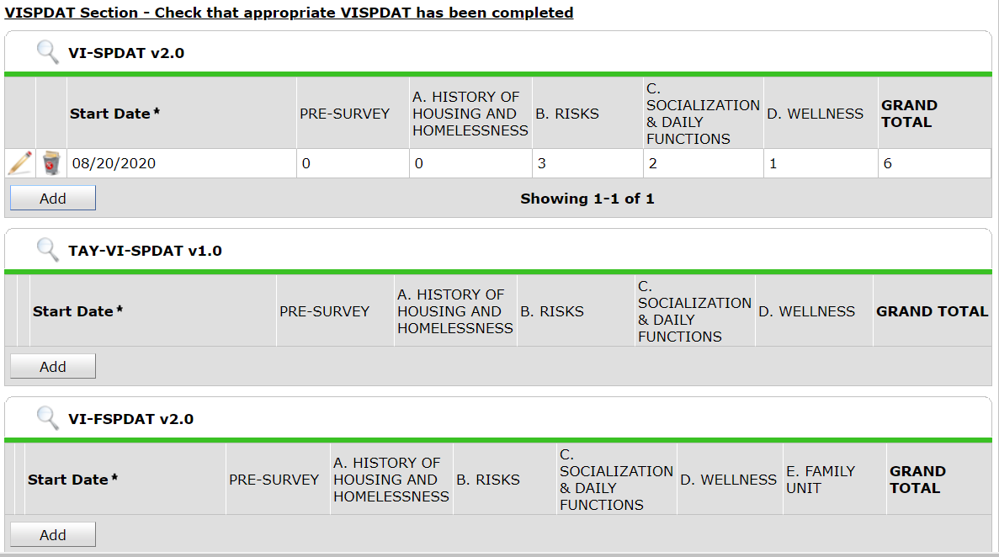 VISPDAT Section - Check that appropriate VISPDAT has been completed
VI-SPDAT v2.0
Start Date*
PRE-SURVEY
A. HISTORY OF
HOUSING AND
HOMELESSNESS
B. RISKS
C.
SOCIALIZATION
& DAILY
FUNCTIONS
D. WELLNESS
GRAND
TOTAL
08/20/2020 0 0 3 2 1 6
Add Showing 1-1 of 1
TAY-VI-SPDAT v1.0
Start Date*
PRE-SURVEY
A. HISTORY OF
HOUSING AND
HOMELESSNESS
B. RISKS
C.
SOCIALIZATION
& DAILY
FUNCTIONS
D. WELLNESS
GRAND TOTAL
Add
VI-FSPDAT v2.0
Start Date*
PRE-SURVEY
A. HISTORY OF
HOUSING AND
HOMELESSNESS
B. RISKS
C.
SOCIALIZATION
& DAILY
FUNCTIONS
D. WELLNESS
E. FAMILY
UNIT
GRAND
TOTAL
Add